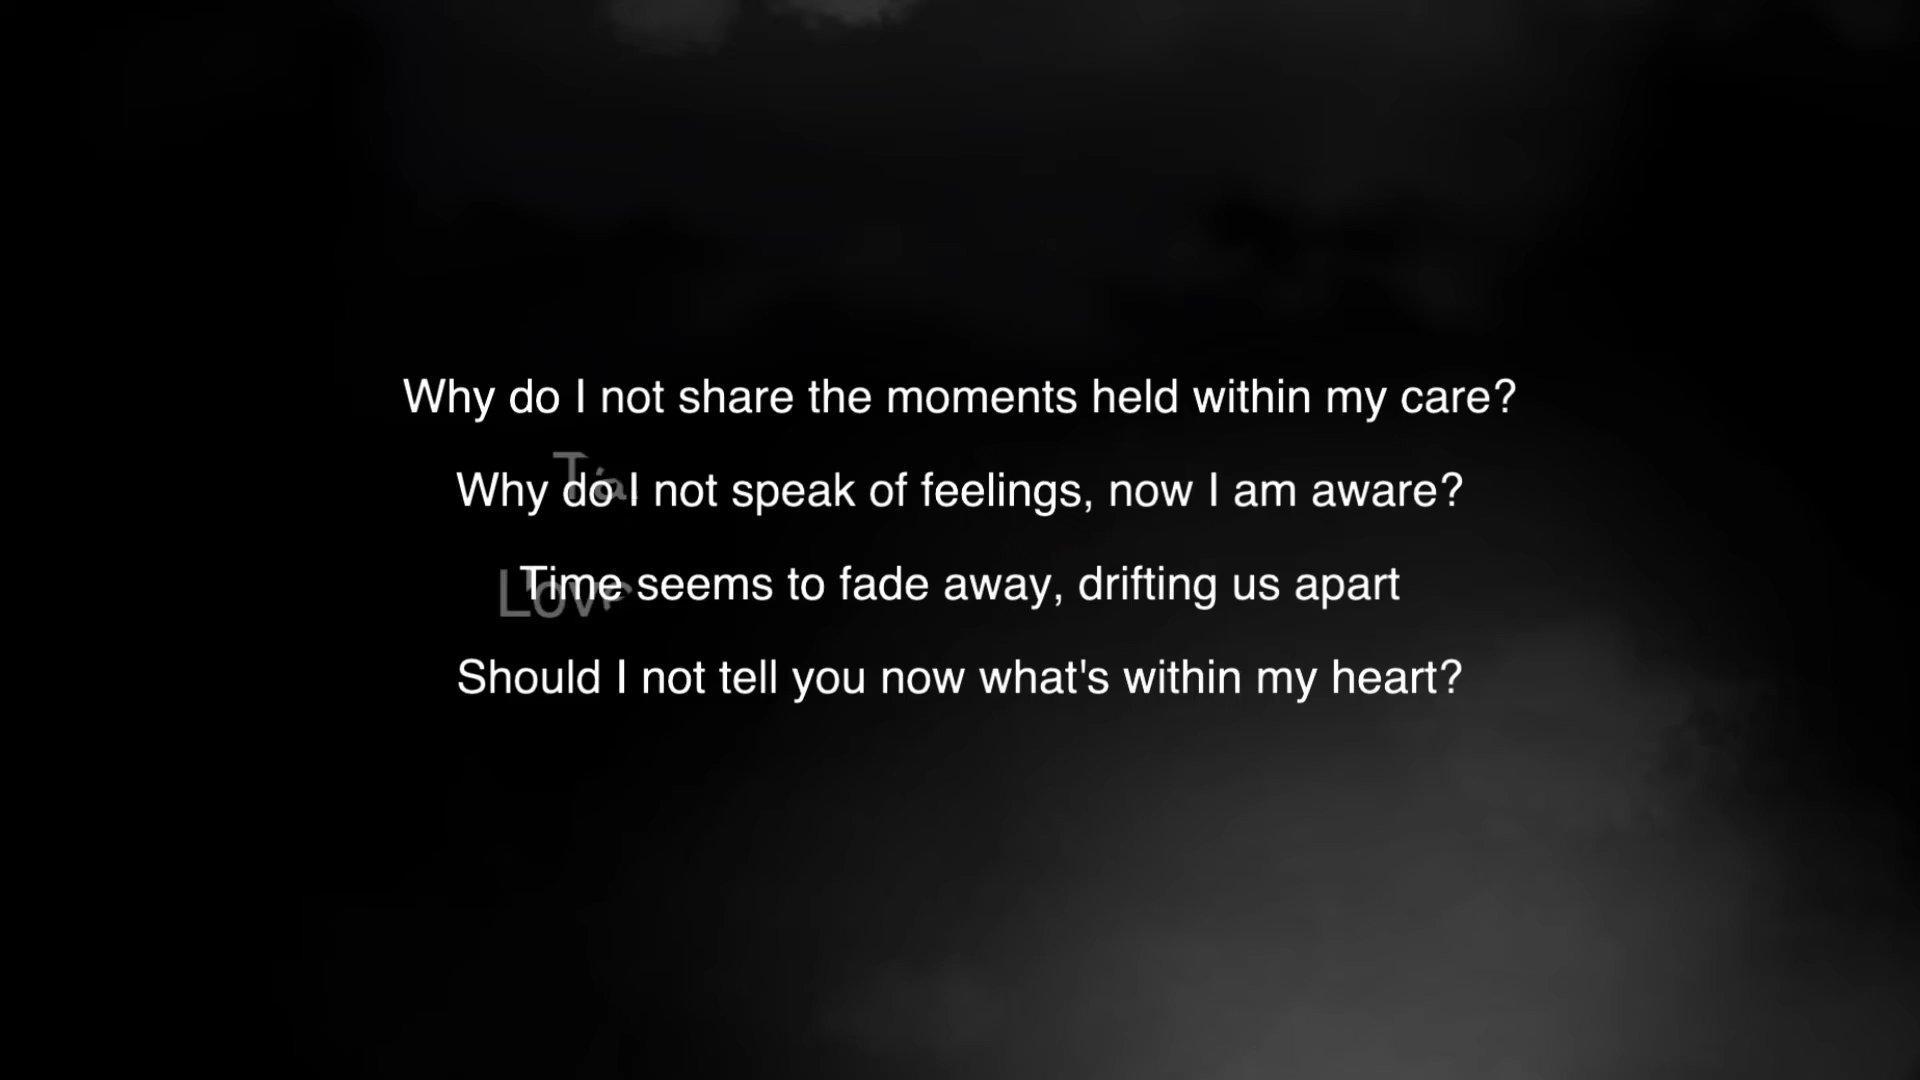 Why do I not share the moments held within my care?
Why do I not speak of feelings, now I am aware?
Time seems to fade away, drifting us apart
Should I not tell you now what's within my heart?